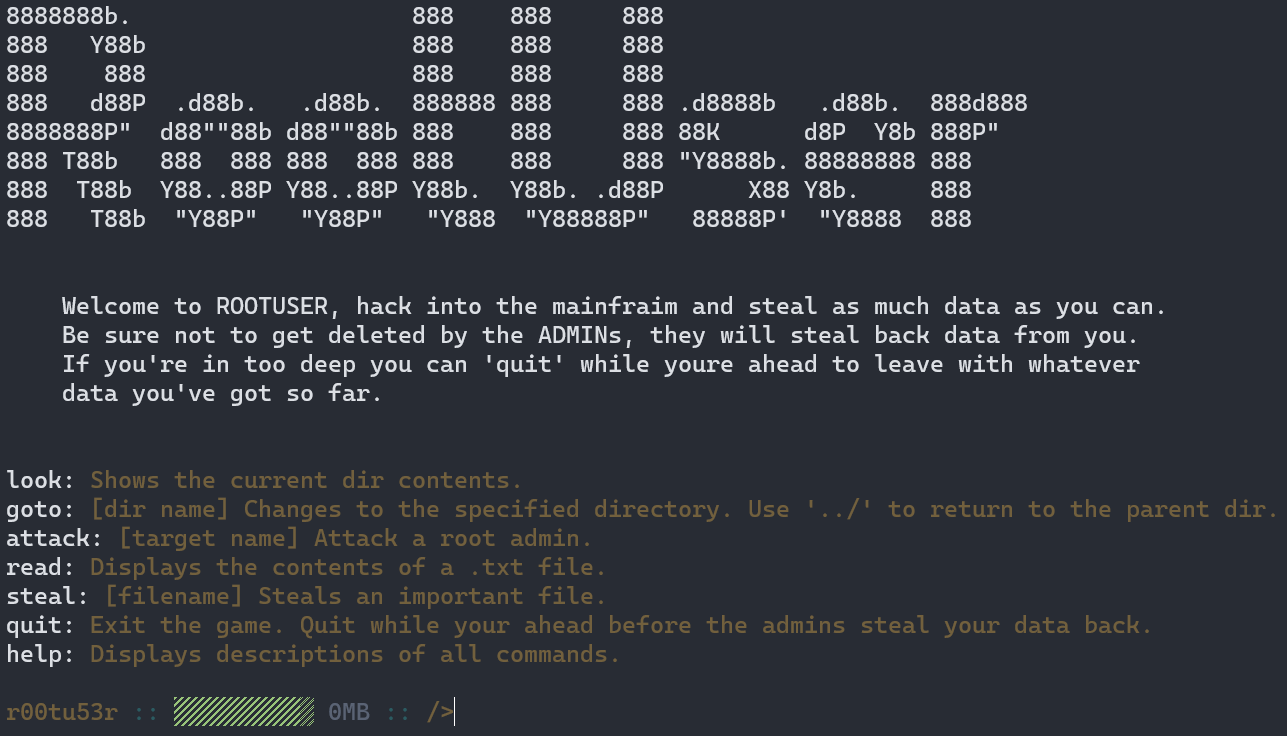 8888888b.                    888    888     888
888   Y88b                   888    888     888
888    888                   888    888     888
888   d88P  .d88b.   .d88b.  888888 888     888 .d8888b   .d88b.  888d888
8888888P"  d88""88b d88""88b 888    888     888 88K      d8P  Y8b 888P"
888 T88b   888  888 888  888 888    888     888 "Y8888b. 88888888 888
888  T88b  Y88..88P Y88..88P Y88b.  Y88b. .d88P      X88 Y8b.     888
888   T88b  "Y88P"   "Y88P"   "Y888  "Y88888P"   88888P'  "Y8888  888
Welcome to ROOTUSER, hack into the mainfraim and steal as much data as you can.
Be sure not to get deleted by the ADMINs, they will steal back data from you.
If you're in too deep you can 'quit' while youre ahead to leave with whatever
data you've got so far.
look: Shows the current dir contents.
goto: [dir name] Changes to the specified directory. Use '../' to return to the parent dir.
attack: [target name] Attack a root admin.
read: Displays the contents of a .txt file.
steal: [filename] Steals an important file.
quit: Exit the game. Quit while your ahead before the admins steal your data back.
help: Displays descriptions of all commands.
r00tu53r :: 0MB :: />